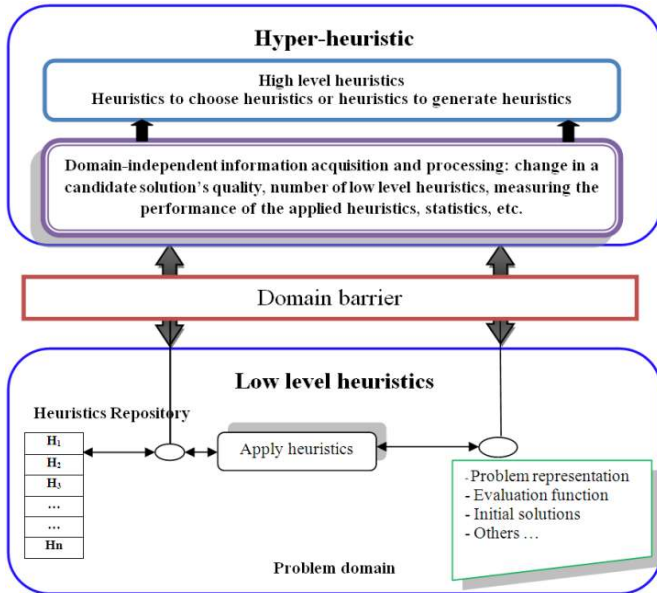 Hyper-heuristic
High level heuristics
Heuristics to choose heuristics or heuristics to generate heuristics
Domain-independent information acquisition and processing: change in a
candidate solution's quality, number of low level heuristics, measuring the
performance of the applied heuristics, statistics, etc.
Domain barrier
Low level heuristics
Heuristics Repository
H1
H2
H3
...
...
Hn
Apply heuristics
-Problem representation
- Evaluation function
- Initial solutions
- Others ...
Problem domain